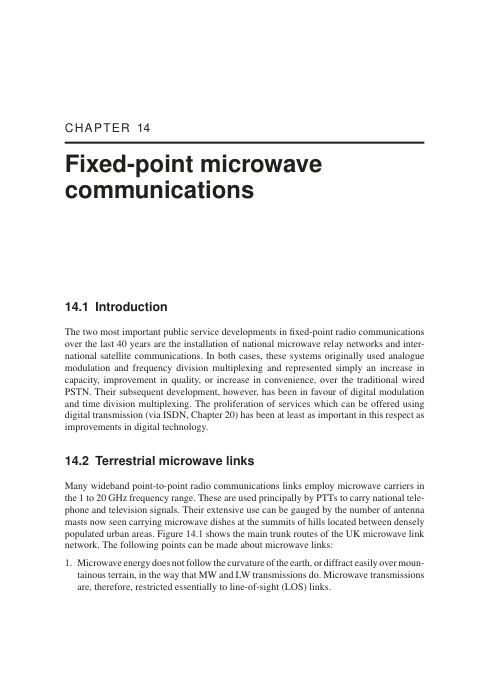 CHAPTER 14
Fixed-point microwave
communications
14.1 Introduction
The two most important public service developments in fixed-point radio communications
over the last 40 years are the installation of national microwave relay networks and inter-
national satellite communications. In both cases, these systems originally used analogue
modulation and frequency division multiplexing and represented simply an increase in
capacity, improvement in quality, or increase in convenience, over the traditional wired
PSTN. Their subsequent development, however, has been in favour of digital modulation
and time division multiplexing. The proliferation of services which can be offered using
digital transmission (via ISDN, Chapter 20) has been at least as important in this respect as
improvements in digital technology.
14.2 Terrestrial microwave links
Many wideband point-to-point radio communications links employ microwave carriers in
the 1 to 20 GHz frequency range. These are used principally by PTTs to carry national tele-
phone and television signals. Their extensive use can be gauged by the number of antenna
masts now seen carrying microwave dishes at the summits of hills located between densely
populated urban areas. Figure 14.1 shows the main trunk routes of the UK microwave link
network. The following points can be made about microwave links:
1. Microwave energy does not follow the curvature of the earth, or diffract easily over moun-
tainous terrain, in the way that MW and LW transmissions do. Microwave transmissions
are, therefore, restricted essentially to line-of-sight (LOS) links.